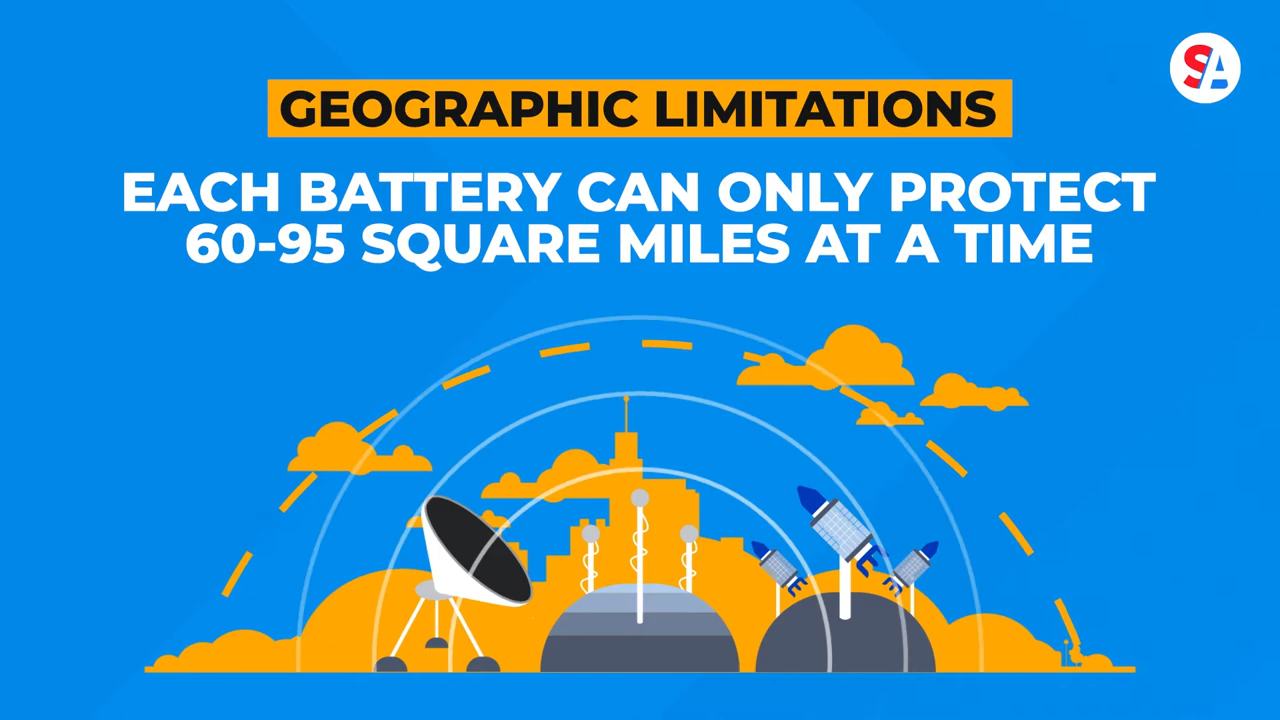 SA
GEOGRAPHIC LIMITATIONS
EACH BATTERY CAN ONLY PROTECT
60-95 SQUARE MILES AT A TIME